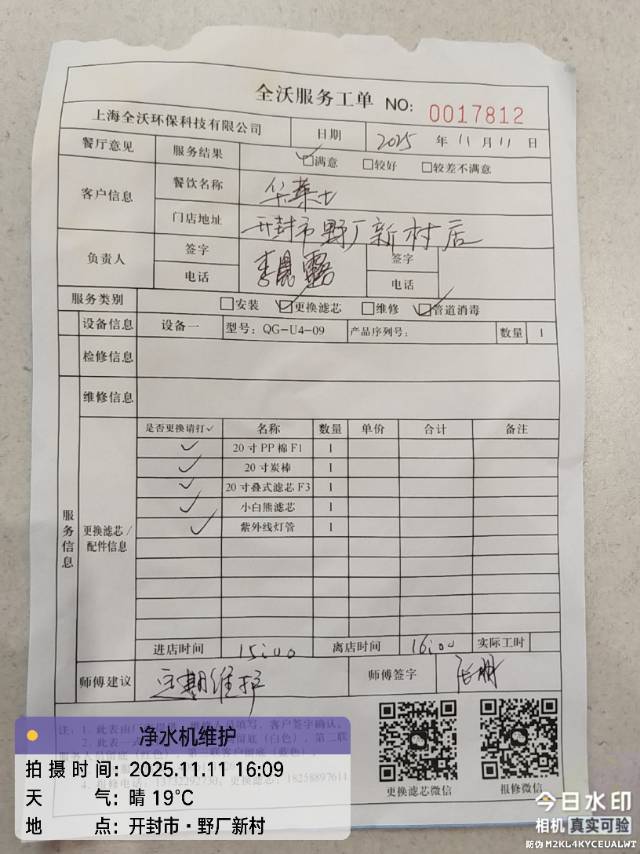 全沃服务工单 NO: 0017812
上海全沃环保科技有限公司 日期 2025 年 11 月 11 日
餐厅意见 服务结果 ☑满意 □较好 □较差不满意
客户信息 餐饮名称 华莱士
门店地址 开封市野厂新村店
负责人 签字 签字
电话 电话
服务类别 □安装 ☑更换滤芯 □维修 ☑管道消毒
设备信息 设备一 型号: QG-U4-09 产品序列号: 数量 1
检修信息
维修信息
服务信息
更换滤芯/配件信息
是否更换请打✓ 名称 数量 单价 合计 备注
✓ 20寸PP棉F1 1
✓ 20寸炭棒 1
✓ 20寸叠式滤芯F3 1
✓ 小白熊滤芯 1
✓ 紫外线灯管 1
进店时间 15:00 离店时间 16:00 实际工时
师傅建议 定期维护 师傅签字
更换滤芯微信 报修微信
净水机维护
拍摄时间: 2025.11.11 16:09
天 气: 晴 19℃
地 点: 开封市·野厂新村
今日水印
相机 真实可验
防伪 M2KL4KYCEUALWT